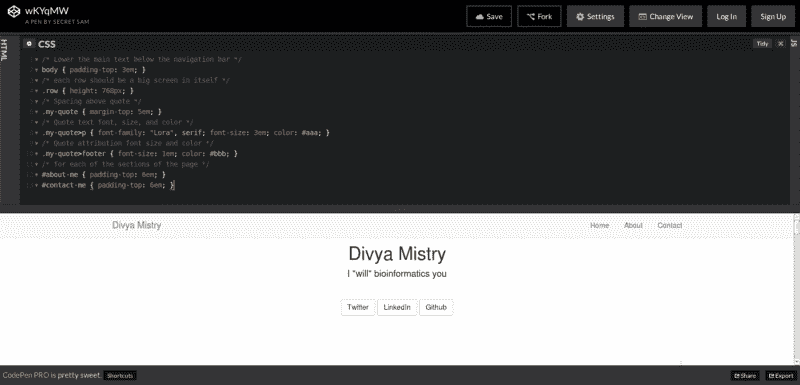 wKYqMW
A PEN BY SECRET SAM
Save
Fork
Settings
Change View
Log In
Sign Up
HTML
CSS
Tidy
JS
/* Lower the main text below the navigation bar */
body { padding-top: 3em; }
/* each row should be a big screen in itself */
.row { height: 768px; }
/* Spacing above quote */
.my-quote { margin-top: 5em; }
/* Quote text font, size, and color */
.my-quote>p { font-family: "Lora", serif; font-size: 3em; color: #aaa; }
/* Quote attribution font size and color */
.my-quote>footer { font-size: 1em; color: #bbb; }
/* for each of the sections of the page */
#about-me { padding-top: 6em; }
#contact-me { padding-top: 6em; }
Divya Mistry
Home About Contact
Divya Mistry
I "will" bioinformatics you
Twitter LinkedIn Github
CodePen PRO is pretty sweet. Shortcuts
Share
Export